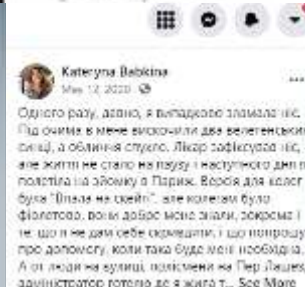 Kateryna Babkina
May 12, 2020
Одного разу, давно, я випадково зламала ніс.
Під очима в мене вискочили два велетенських
синці, а обличчя спухло. Лікар зафіксував ніс,
але життя не стало на паузу і наступного дня я
полетіла на зйомку в Париж. Версія для колег
була "Впала на скейті", але колегам було
фіолетово, вони добре мене знали, зокрема і
те, що я не дам себе скривдити, і що попрошу
про допомогу, коли така буде мені необхідна.
А от люди на вулиці, полісмени на Пер Лашез,
адміністратор готелю де я жила т... See More